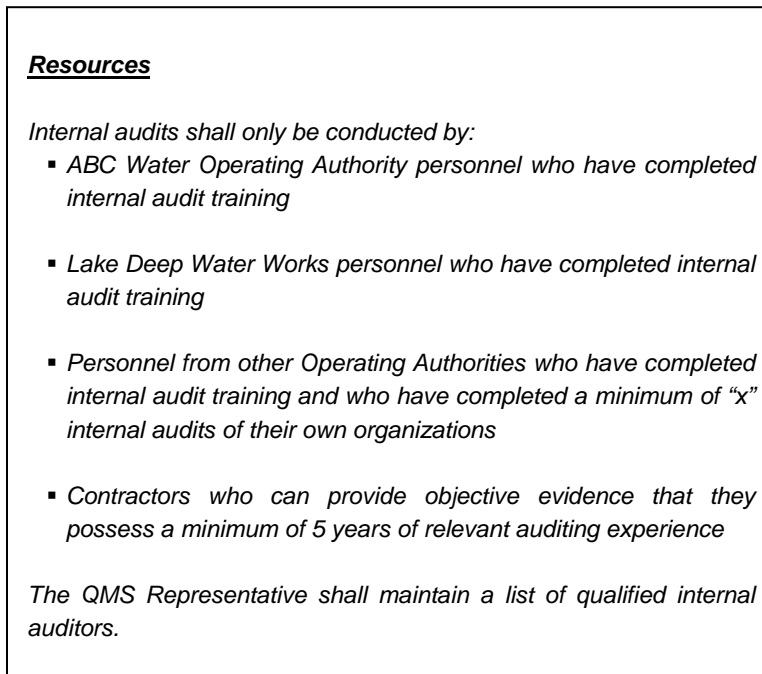 Resources
Internal audits shall only be conducted by:
▪ ABC Water Operating Authority personnel who have completed
internal audit training
▪ Lake Deep Water Works personnel who have completed internal
audit training
▪ Personnel from other Operating Authorities who have completed
internal audit training and who have completed a minimum of “x”
internal audits of their own organizations
▪ Contractors who can provide objective evidence that they
possess a minimum of 5 years of relevant auditing experience
The QMS Representative shall maintain a list of qualified internal
auditors.